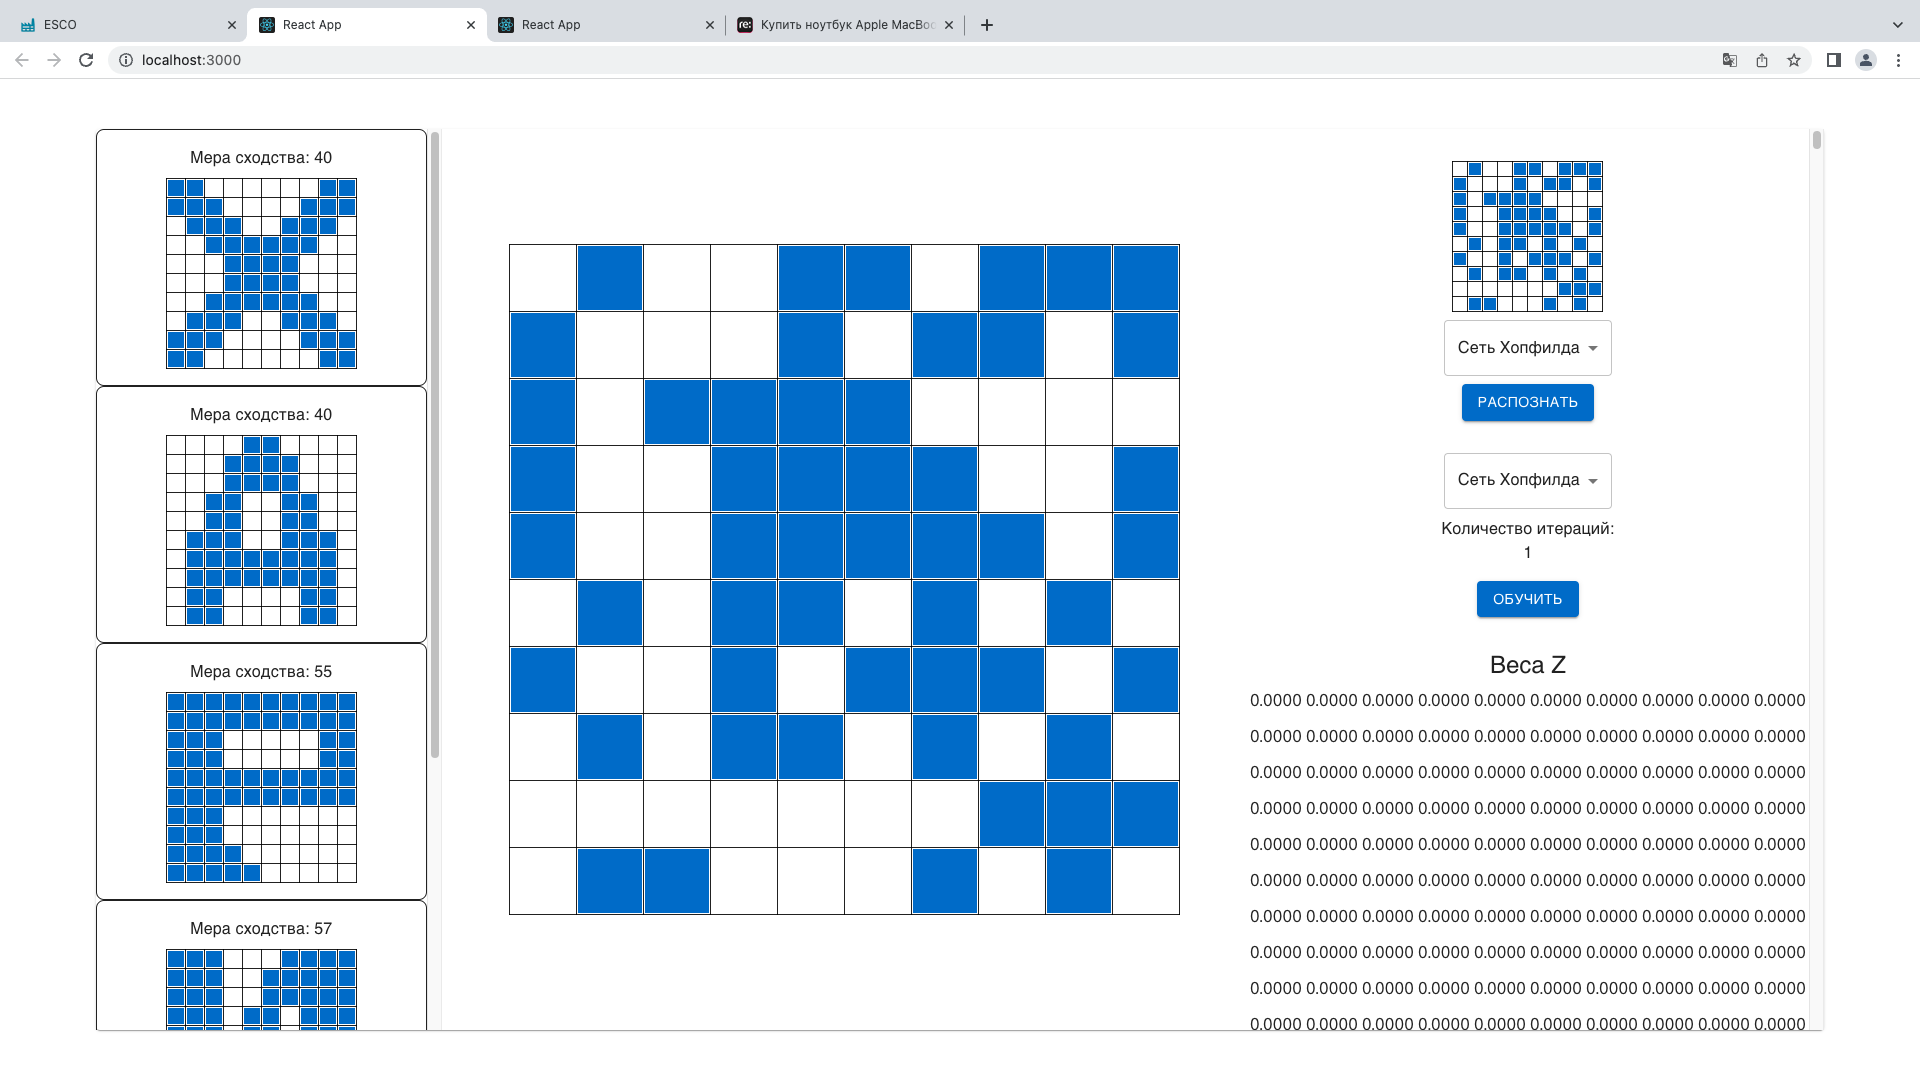 ESCO
React App
React App
Купить ноутбук Apple MacBoo
localhost:3000
Мера сходства: 40
Мера сходства: 40
Мера сходства: 55
Мера сходства: 57
Сеть Хопфилда
РАСПОЗНАТЬ
Сеть Хопфилда
Количество итераций:
1
ОБУЧИТЬ
Веса Z
0.0000 0.0000 0.0000 0.0000 0.0000 0.0000 0.0000 0.0000 0.0000 0.0000
0.0000 0.0000 0.0000 0.0000 0.0000 0.0000 0.0000 0.0000 0.0000 0.0000
0.0000 0.0000 0.0000 0.0000 0.0000 0.0000 0.0000 0.0000 0.0000 0.0000
0.0000 0.0000 0.0000 0.0000 0.0000 0.0000 0.0000 0.0000 0.0000 0.0000
0.0000 0.0000 0.0000 0.0000 0.0000 0.0000 0.0000 0.0000 0.0000 0.0000
0.0000 0.0000 0.0000 0.0000 0.0000 0.0000 0.0000 0.0000 0.0000 0.0000
0.0000 0.0000 0.0000 0.0000 0.0000 0.0000 0.0000 0.0000 0.0000 0.0000
0.0000 0.0000 0.0000 0.0000 0.0000 0.0000 0.0000 0.0000 0.0000 0.0000
0.0000 0.0000 0.0000 0.0000 0.0000 0.0000 0.0000 0.0000 0.0000 0.0000
0.0000 0.0000 0.0000 0.0000 0.0000 0.0000 0.0000 0.0000 0.0000 0.0000